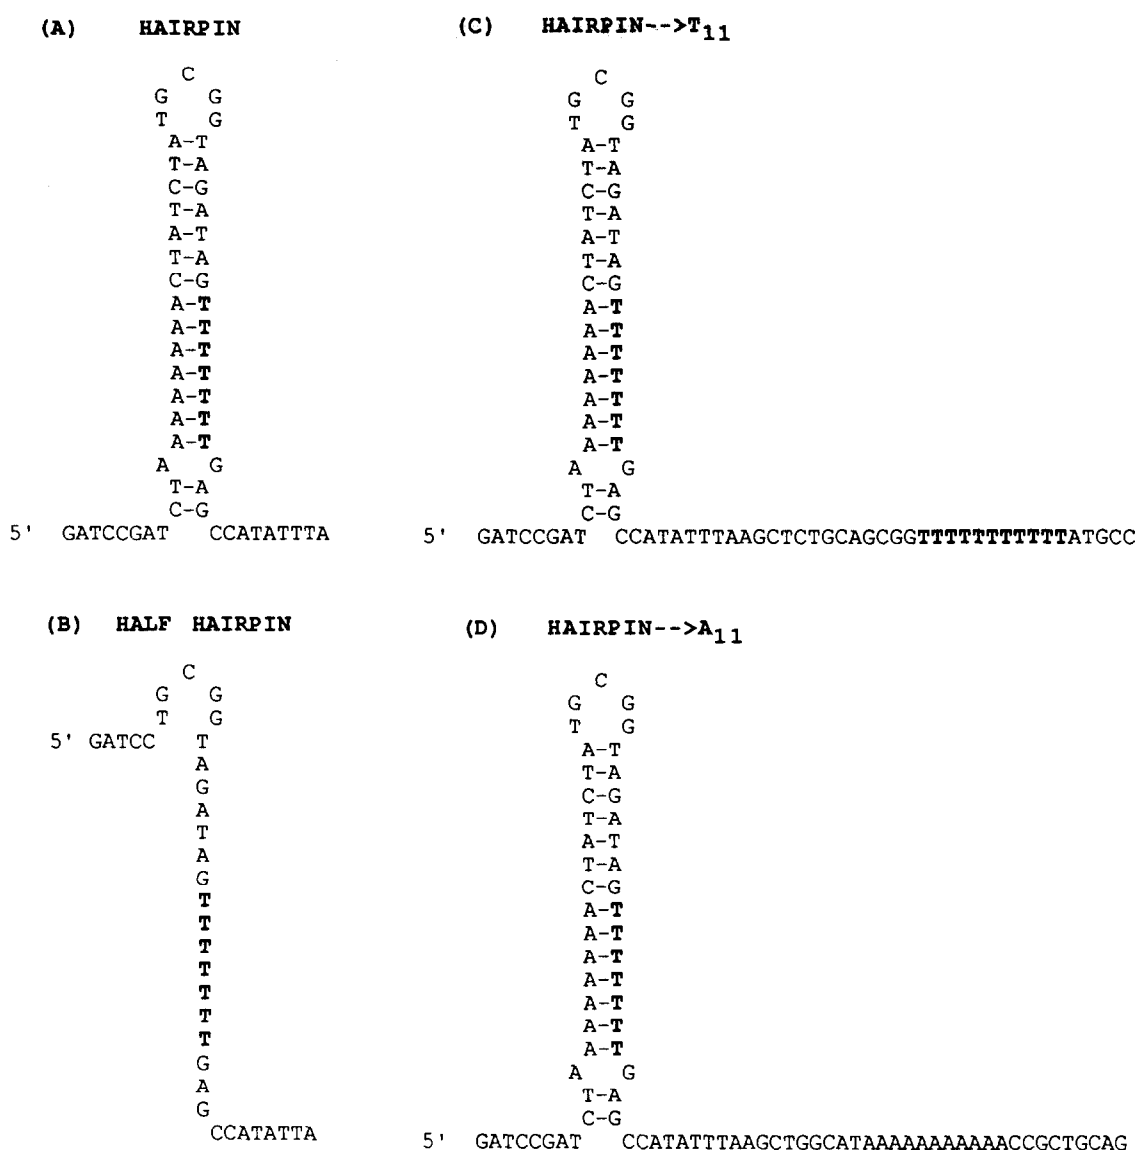 (A) HAIRPIN
C
G G
T G
A-T
T-A
C-G
T-A
A-T
T-A
C-G
A-T
A-T
A-T
A-T
A-T
A-T
A-T
A G
T-A
C-G
5' GATCCGAT CCATATTTA
(C) HAIRPIN-->T11
C
G G
T G
A-T
T-A
C-G
T-A
A-T
T-A
C-G
A-T
A-T
A-T
A-T
A-T
A-T
A-T
A G
T-A
C-G
5' GATCCGAT CCATATTTAAGCTCTGCAGCGGTTTTTTTTTTTATGCC
(B) HALF HAIRPIN
C
G G
T G
5' GATCC T
A
G
A
T
A
G
T
T
T
T
T
T
T
G
A
G
CCATATTA
(D) HAIRPIN-->A11
C
G G
T G
A-T
T-A
C-G
T-A
A-T
T-A
C-G
A-T
A-T
A-T
A-T
A-T
A-T
A-T
A G
T-A
C-G
5' GATCCGAT CCATATTTAAGCTGGCATAAAAAAAAAAACCGCTGCAG